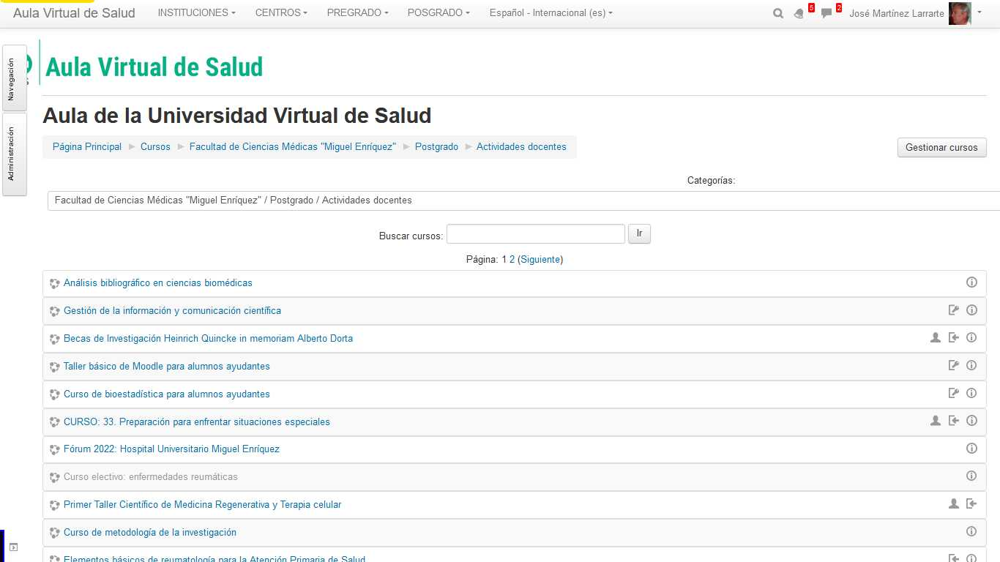 Aula Virtual de Salud INSTITUCIONES CENTROS PREGRADO POSGRADO Español - Internacional (es) 5 2 José Martínez Larrarte
Navegación
Aula Virtual de Salud
Administración
Aula de la Universidad Virtual de Salud
Página Principal Cursos Facultad de Ciencias Médicas "Miguel Enríquez" Postgrado Actividades docentes Gestionar cursos
Categorías:
Facultad de Ciencias Médicas "Miguel Enríquez" / Postgrado / Actividades docentes
Buscar cursos: Ir
Página: 1 2 (Siguiente)
Análisis bibliográfico en ciencias biomédicas
Gestión de la información y comunicación científica
Becas de Investigación Heinrich Quincke in memoriam Alberto Dorta
Taller básico de Moodle para alumnos ayudantes
Curso de bioestadística para alumnos ayudantes
CURSO: 33. Preparación para enfrentar situaciones especiales
Fórum 2022: Hospital Universitario Miguel Enríquez
Curso electivo: enfermedades reumáticas
Primer Taller Científico de Medicina Regenerativa y Terapia celular
Curso de metodología de la investigación
Elementos básicos de reumatología para la Atención Primaria de Salud